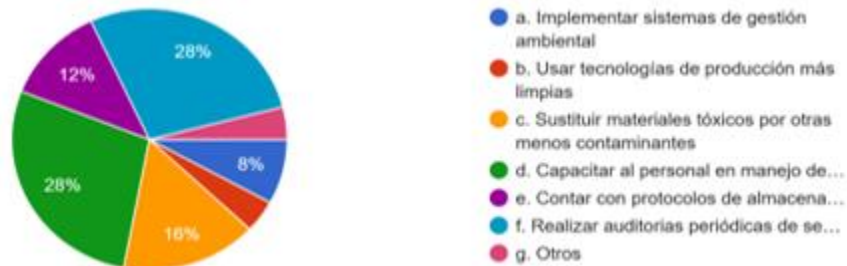 28%
12%
8%
28%
16%
a. Implementar sistemas de gestión
ambiental
b. Usar tecnologías de producción más
limpias
c. Sustituir materiales tóxicos por otras
menos contaminantes
d. Capacitar al personal en manejo de...
e. Contar con protocolos de almacena...
f. Realizar auditorias periódicas de se...
g. Otros